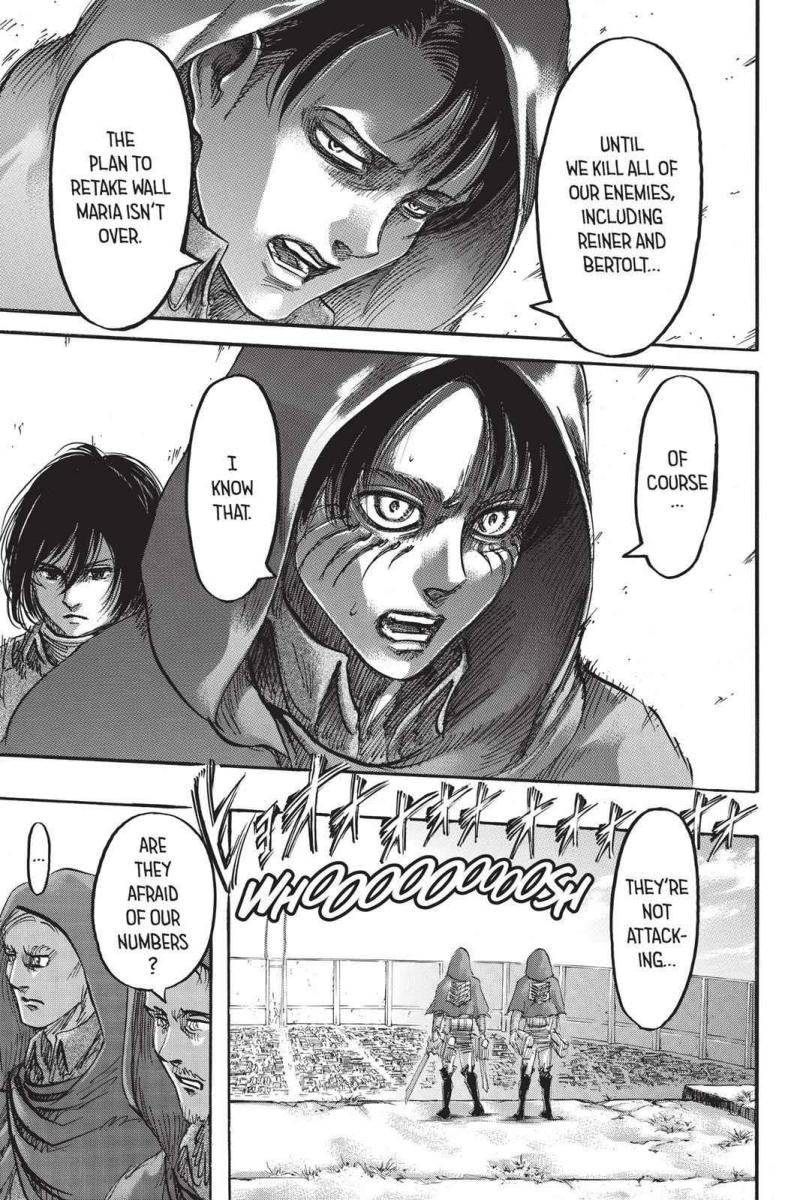 UNTIL
WE KILL ALL OF
OUR ENEMIES,
INCLUDING
REINER AND
BERTOLT...
THE
PLAN TO
RETAKE WALL
MARIA ISN'T
OVER.
OF
COURSE
...
I
KNOW
THAT.
THEY'RE
NOT
ATTACK-
ING...
WHOOOOOOOOOOSH
ARE
THEY
AFRAID
OF OUR
NUMBERS
?
...